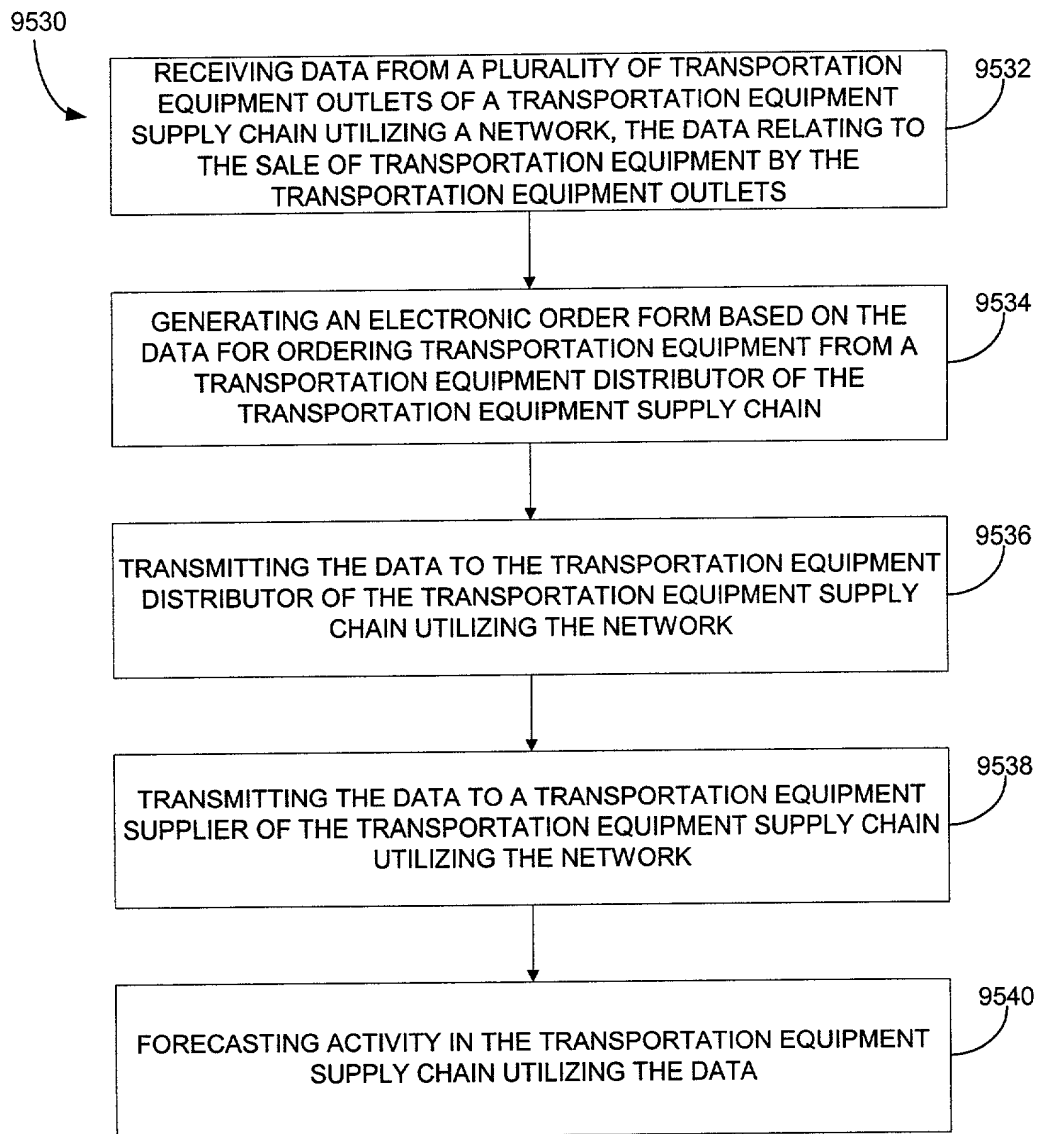 9530
RECEIVING DATA FROM A PLURALITY OF TRANSPORTATION
EQUIPMENT OUTLETS OF A TRANSPORTATION EQUIPMENT
SUPPLY CHAIN UTILIZING A NETWORK, THE DATA RELATING TO
THE SALE OF TRANSPORTATION EQUIPMENT BY THE
TRANSPORTATION EQUIPMENT OUTLETS
9532
GENERATING AN ELECTRONIC ORDER FORM BASED ON THE
DATA FOR ORDERING TRANSPORTATION EQUIPMENT FROM A
TRANSPORTATION EQUIPMENT DISTRIBUTOR OF THE
TRANSPORTATION EQUIPMENT SUPPLY CHAIN
9534
TRANSMITTING THE DATA TO THE TRANSPORTATION EQUIPMENT
DISTRIBUTOR OF THE TRANSPORTATION EQUIPMENT SUPPLY
CHAIN UTILIZING THE NETWORK
9536
TRANSMITTING THE DATA TO A TRANSPORTATION EQUIPMENT
SUPPLIER OF THE TRANSPORTATION EQUIPMENT SUPPLY CHAIN
UTILIZING THE NETWORK
9538
FORECASTING ACTIVITY IN THE TRANSPORTATION EQUIPMENT
SUPPLY CHAIN UTILIZING THE DATA
9540